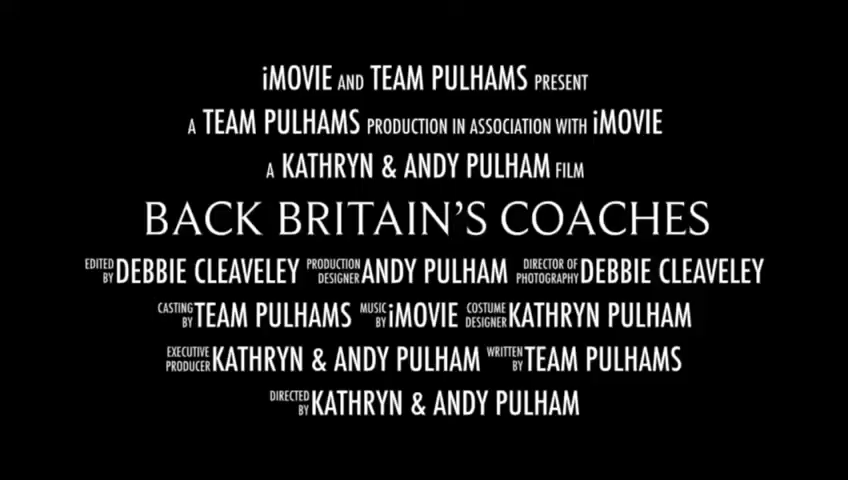 iMOVIE AND TEAM PULHAMS PRESENT
A TEAM PULHAMS PRODUCTION IN ASSOCIATION WITH iMOVIE
A KATHRYN & ANDY PULHAM FILM
BACK BRITAIN'S COACHES
EDITED BY DEBBIE CLEAVELEY PRODUCTION DESIGNER ANDY PULHAM DIRECTOR OF PHOTOGRAPHY DEBBIE CLEAVELEY
CASTING BY TEAM PULHAMS MUSIC BY iMOVIE COSTUME DESIGNER KATHRYN PULHAM
EXECUTIVE PRODUCER KATHRYN & ANDY PULHAM WRITTEN BY TEAM PULHAMS
DIRECTED BY KATHRYN & ANDY PULHAM